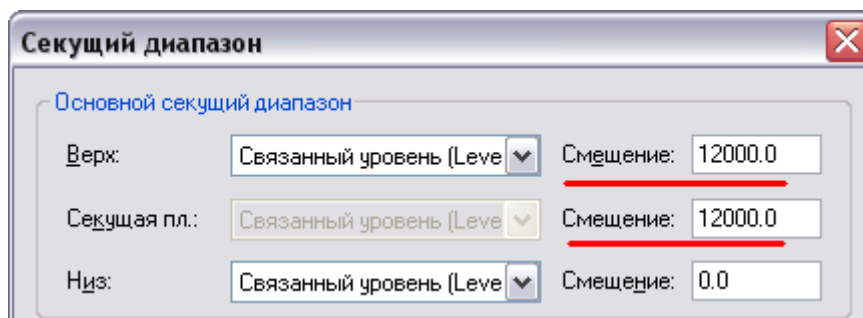 Секущий диапазон
Основной секущий диапазон
Верх: Связанный уровень (Leve Смещение: 12000.0
Секущая пл.: Связанный уровень (Leve Смещение: 12000.0
Низ: Связанный уровень (Leve Смещение: 0.0